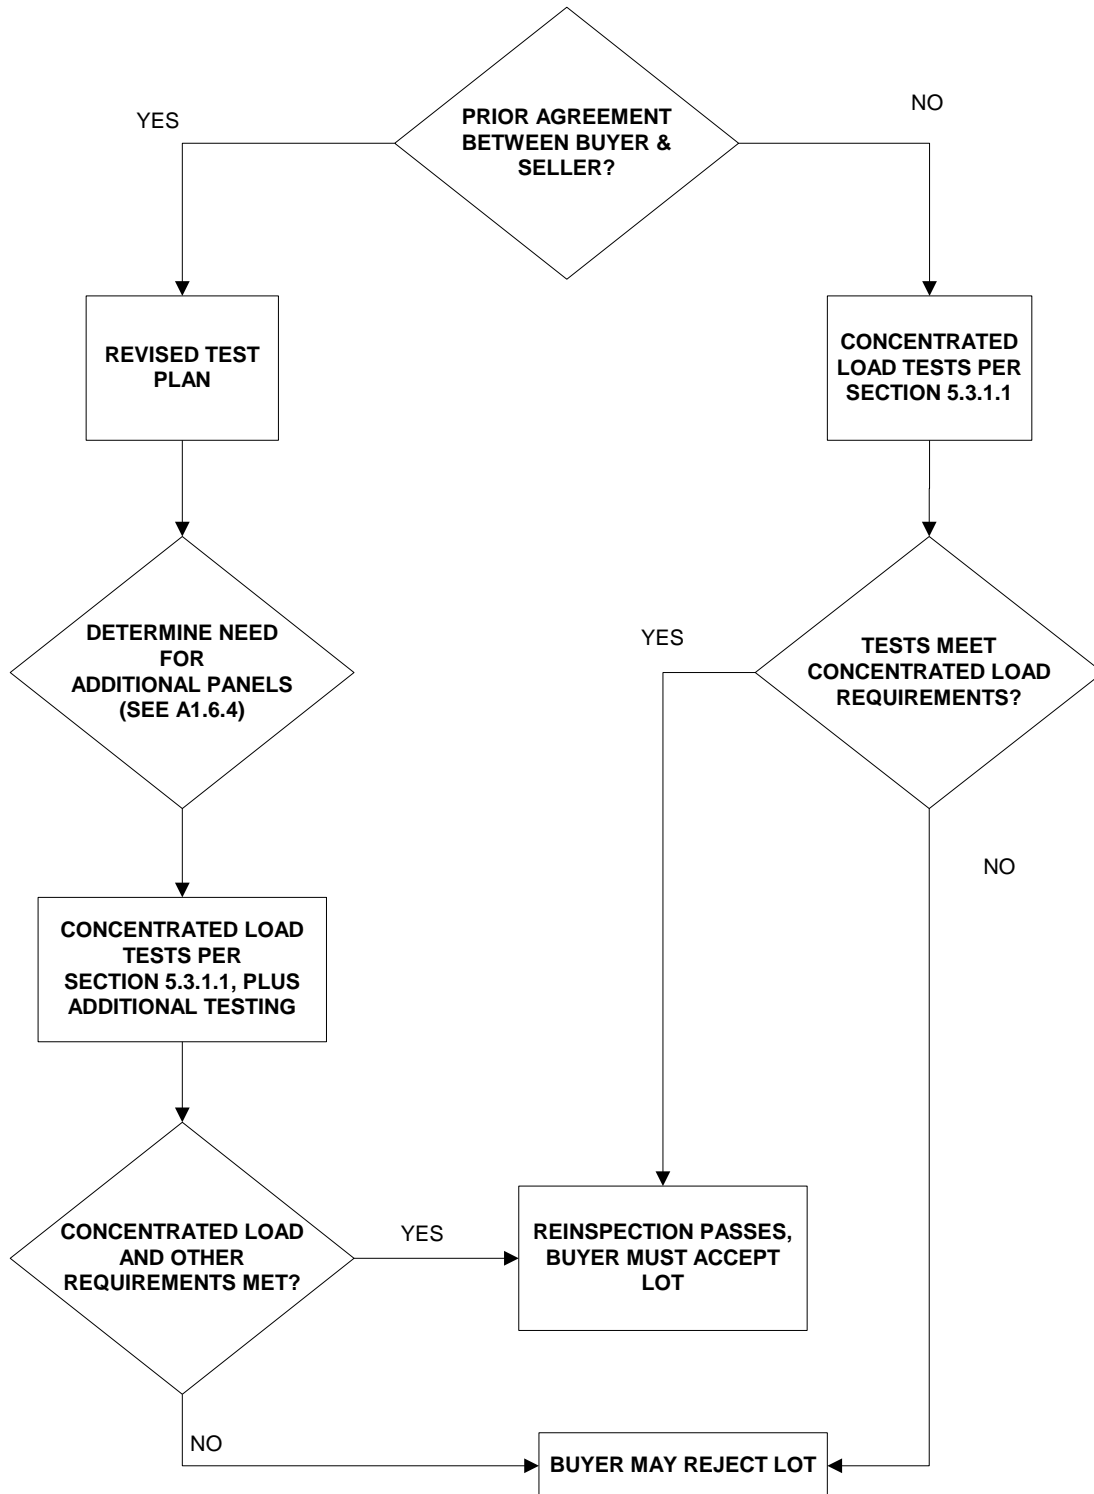 PRIOR AGREEMENT
BETWEEN BUYER &
SELLER?
YES
NO
REVISED TEST
PLAN
CONCENTRATED
LOAD TESTS PER
SECTION 5.3.1.1
DETERMINE NEED
FOR
ADDITIONAL PANELS
(SEE A1.6.4)
YES
TESTS MEET
CONCENTRATED LOAD
REQUIREMENTS?
NO
CONCENTRATED LOAD
TESTS PER
SECTION 5.3.1.1, PLUS
ADDITIONAL TESTING
CONCENTRATED LOAD
AND OTHER
REQUIREMENTS MET?
YES
REINSPECTION PASSES,
BUYER MUST ACCEPT
LOT
NO
BUYER MAY REJECT LOT